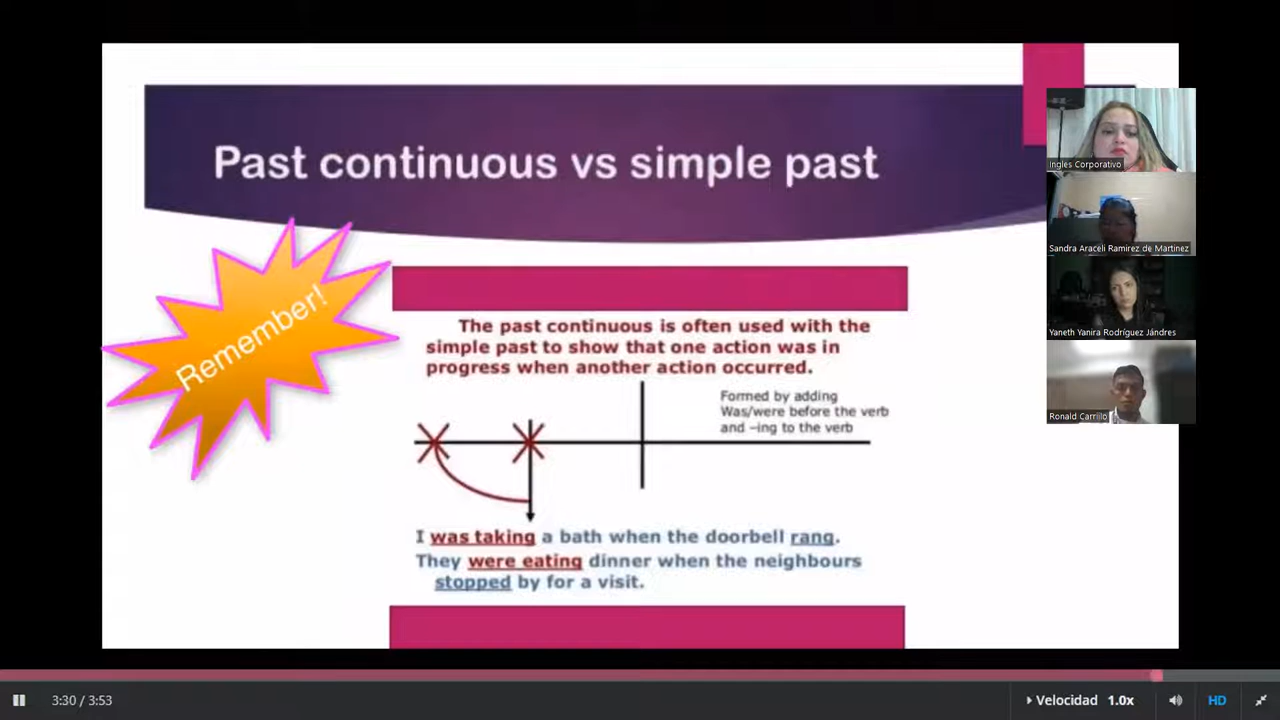 Past continuous vs simple past
Ingles Corporativo
Sandra Araceli Ramirez de Martinez
Yaneth Yanira Rodríguez Jándres
Ronald Carrillo
Remember!
The past continuous is often used with the
simple past to show that one action was in
progress when another action occurred.
Formed by adding
Was/were before the verb
and –ing to the verb
I was taking a bath when the doorbell rang.
They were eating dinner when the neighbours
stopped by for a visit.
3:30 / 3:53
Velocidad 1.0x
HD